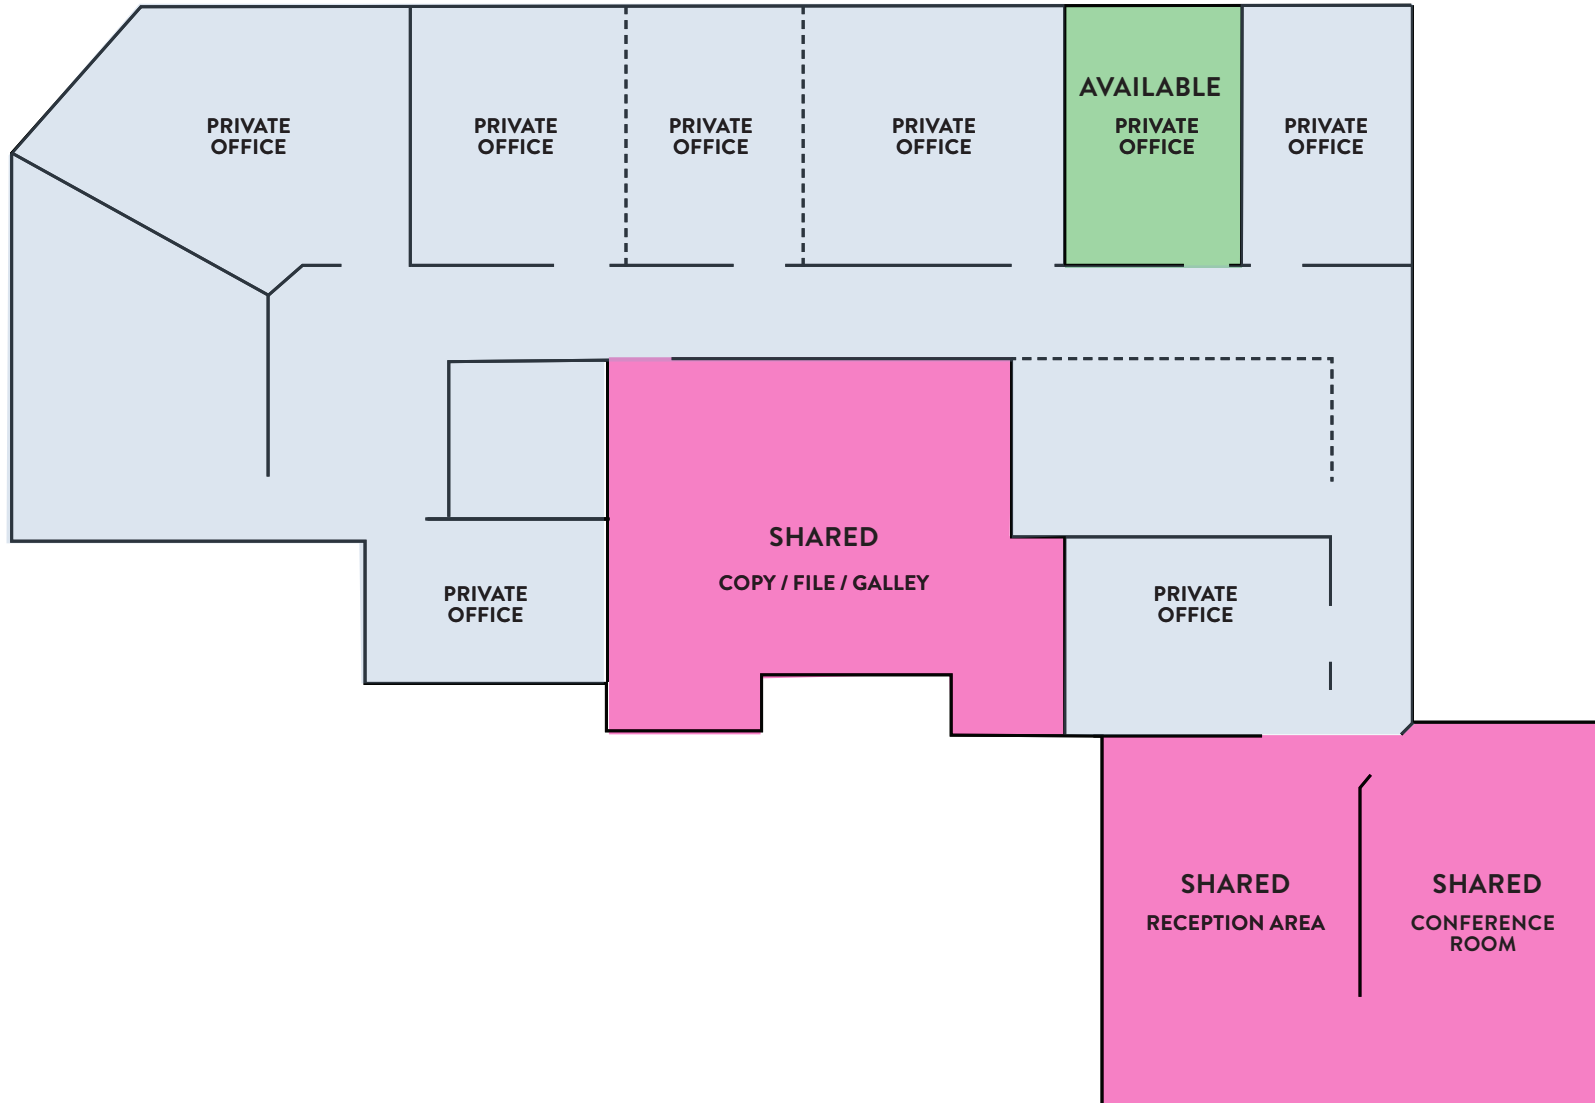 PRIVATE
OFFICE
PRIVATE
OFFICE
PRIVATE
OFFICE
PRIVATE
OFFICE
AVAILABLE
PRIVATE
OFFICE
PRIVATE
OFFICE
SHARED
COPY / FILE / GALLEY
PRIVATE
OFFICE
PRIVATE
OFFICE
SHARED
RECEPTION AREA
SHARED
CONFERENCE
ROOM